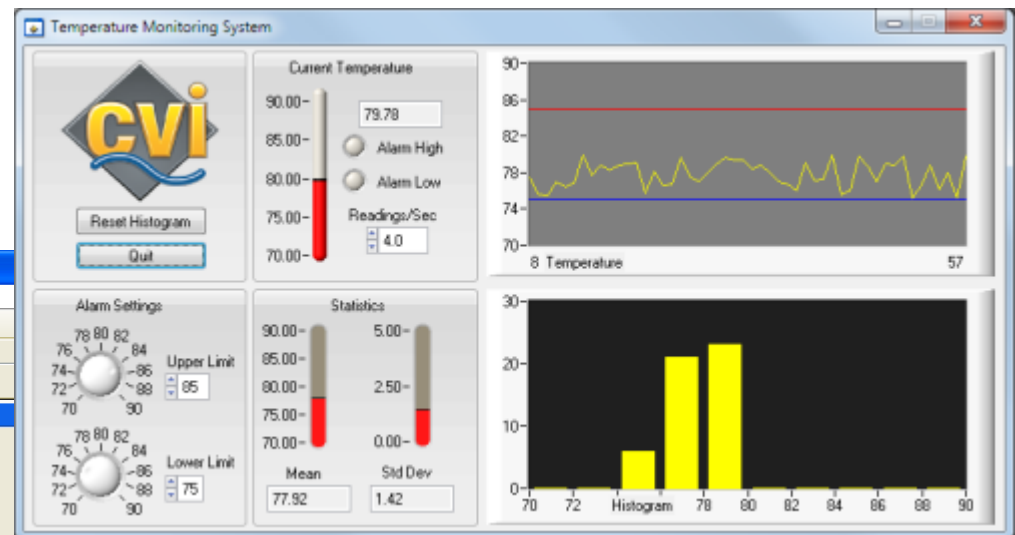 Temperature Monitoring System
CVI
Reset Histogram
Quit
Current Temperature
90.00
85.00
80.00
75.00
70.00
79.78
Alarm High
Alarm Low
Readings/Sec
4.0
90
86
82
78
74
70
8 Temperature 57
Alarm Settings
70 72 74 76 78 80 82 84 86 88 90
Upper Limit
85
70 72 74 76 78 80 82 84 86 88 90
Lower Limit
75
Statistics
90.00
85.00
80.00
75.00
70.00
5.00
2.50
0.00
Mean
77.92
Std Dev
1.42
30
20
10
0
70 72 Histogram 78 80 82 84 86 88 90